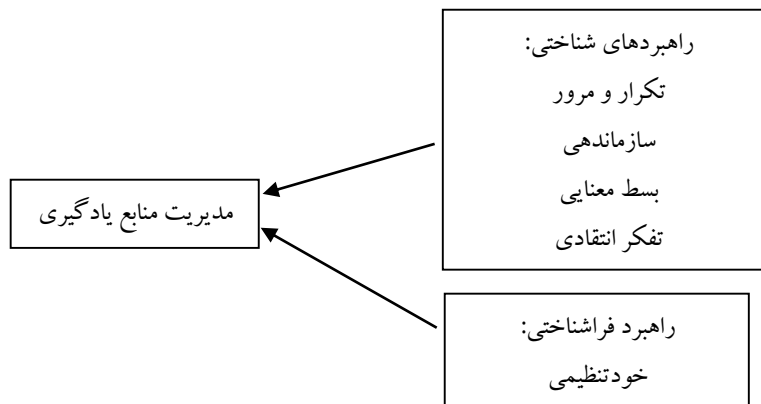 راهبردهای شناختی:
تکرار و مرور
سازماندهی
بسط معنایی
تفکر انتقادی
مدیریت منابع یادگیری
راهبرد فراشناختی:
خودتنظیمی